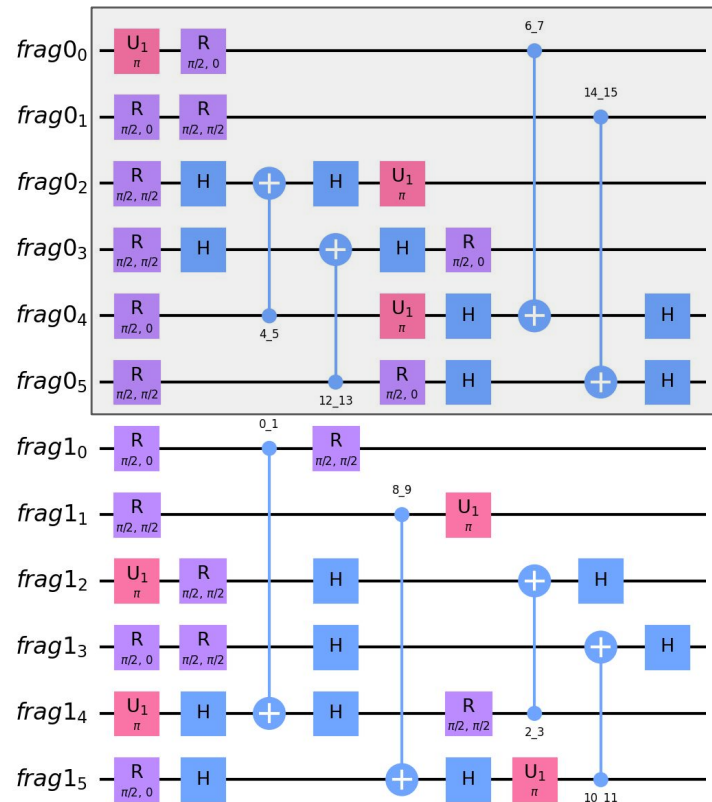 6_7
frag0₀ U₁ π R π/2, 0
14_15
frag0₁ R π/2, 0 R π/2, π/2
frag0₂ R π/2, π/2 H H U₁ π
frag0₃ R π/2, π/2 H H R π/2, 0
frag0₄ R π/2, 0 U₁ π H H
4_5
frag0₅ R π/2, π/2 R π/2, 0 H H
12_13
0_1
frag1₀ R π/2, 0 R π/2, π/2
8_9
frag1₁ R π/2, π/2 U₁ π
frag1₂ U₁ π R π/2, π/2 H H
frag1₃ R π/2, 0 R π/2, π/2 H H
frag1₄ U₁ π H H R π/2, π/2
2_3
frag1₅ R π/2, 0 H H U₁ π
10_11